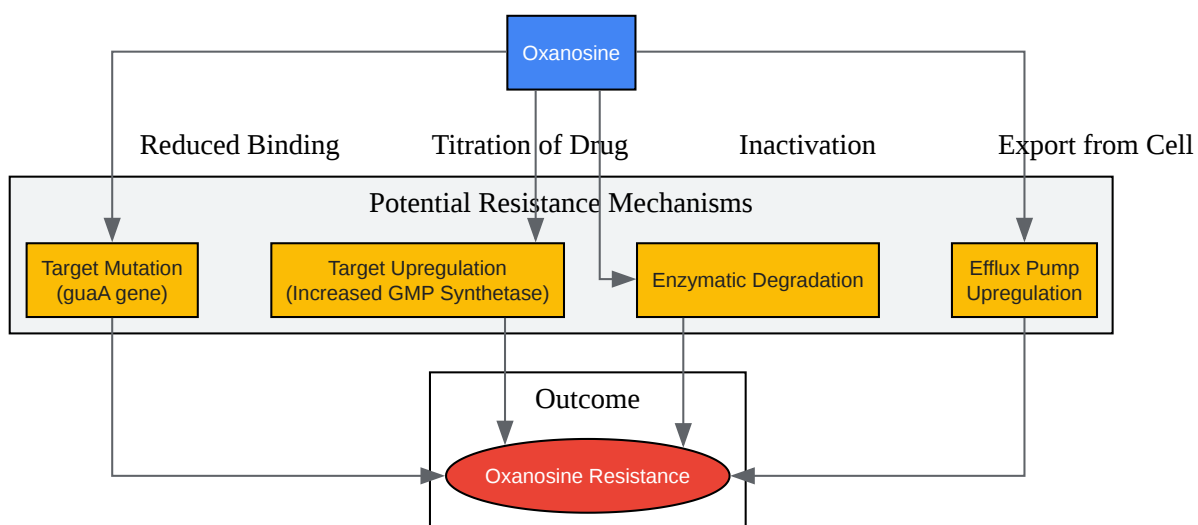 Oxanosine
Reduced Binding
Titration of Drug
Inactivation
Export from Cell
Potential Resistance Mechanisms
Target Mutation
(guaA gene)
Target Upregulation
(Increased GMP Synthetase)
Enzymatic Degradation
Efflux Pump
Upregulation
Outcome
Oxanosine Resistance